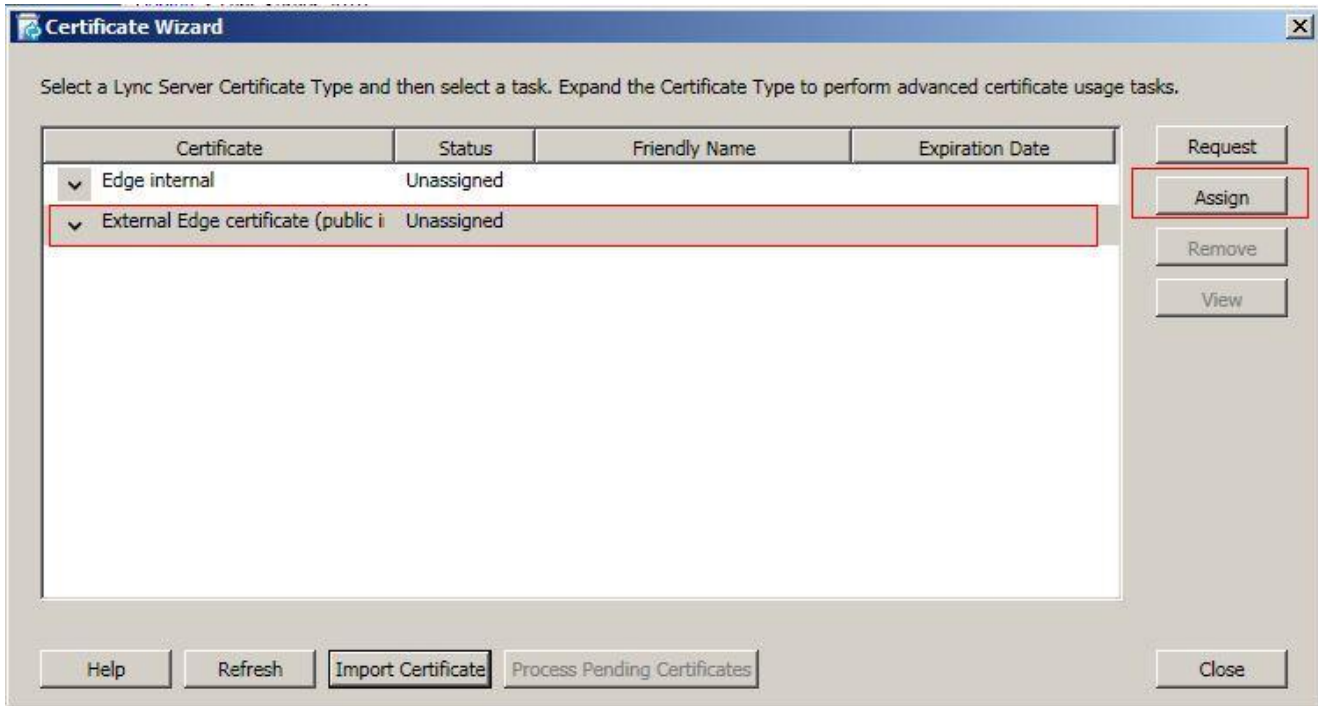 Certificate Wizard
Select a Lync Server Certificate Type and then select a task. Expand the Certificate Type to perform advanced certificate usage tasks.
Certificate Status Friendly Name Expiration Date
Edge internal Unassigned
External Edge certificate (public i Unassigned
Request
Assign
Remove
View
Help Refresh Import Certificate Process Pending Certificates Close